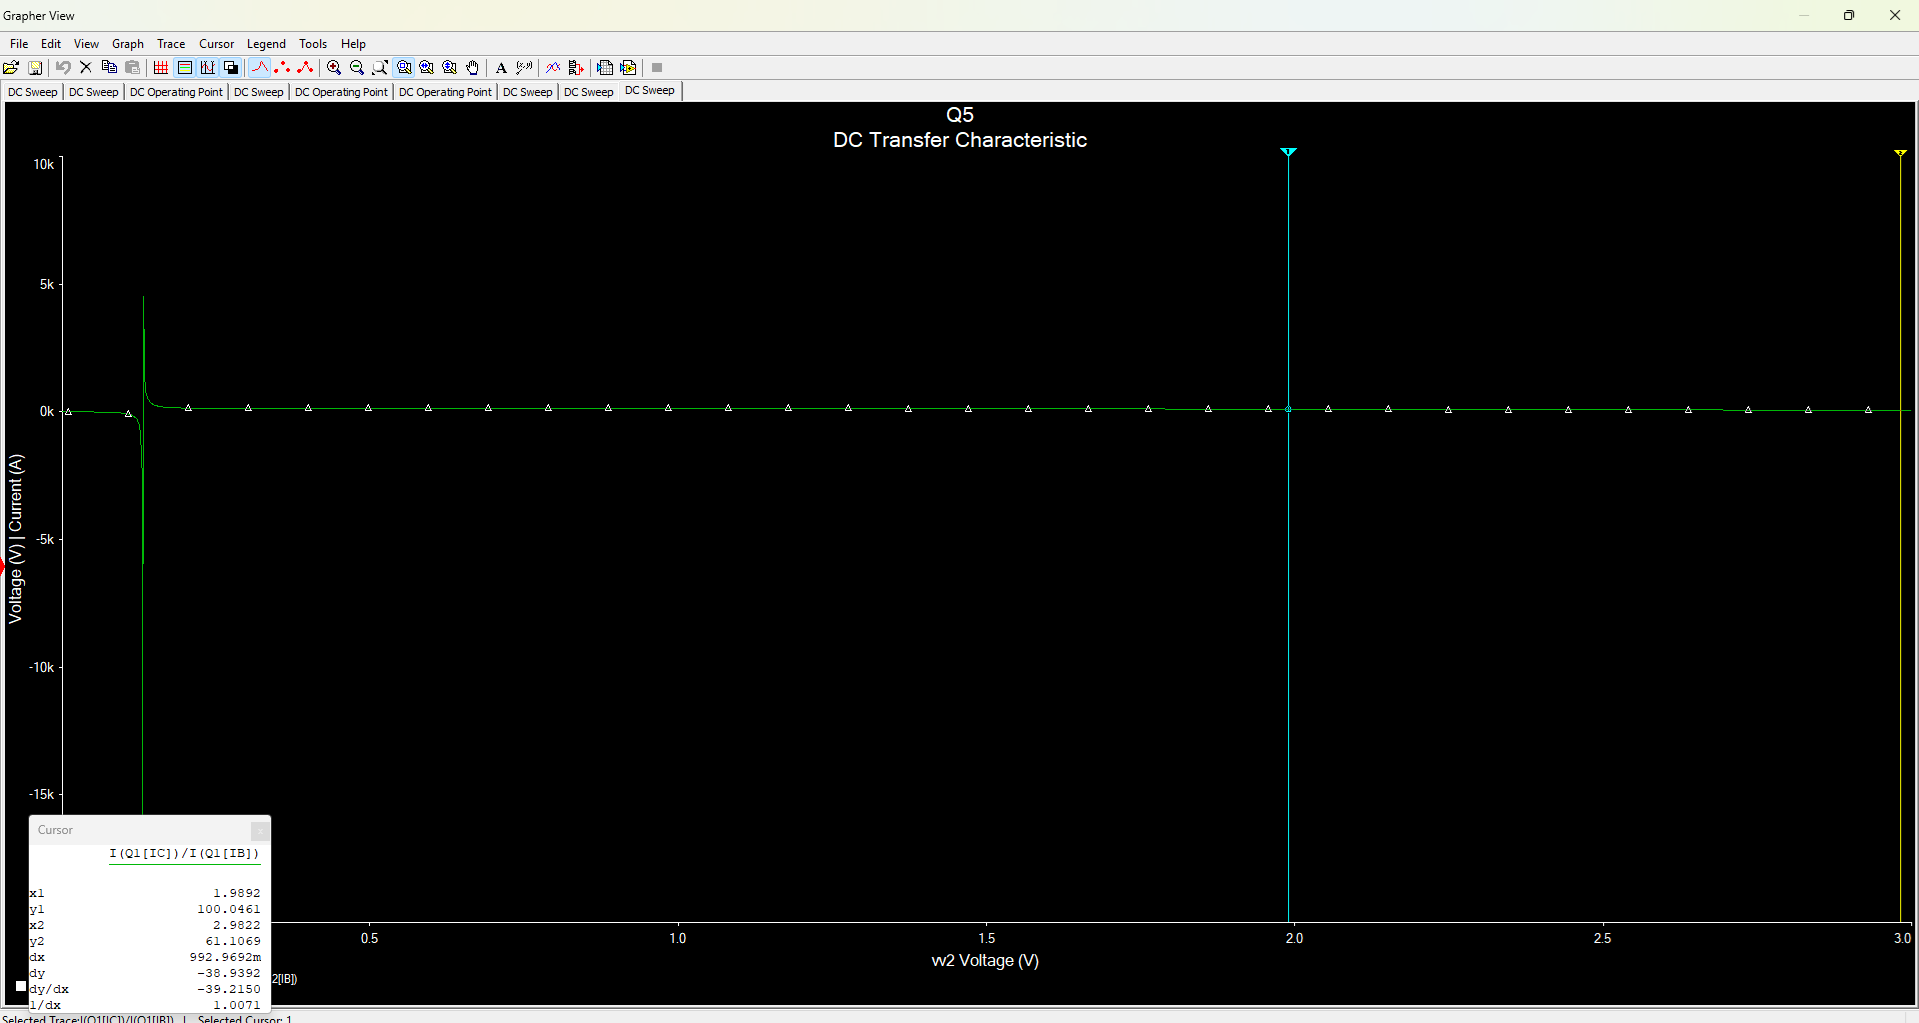 Grapher View
File Edit View Graph Trace Cursor Legend Tools Help
DC Sweep DC Sweep DC Operating Point DC Sweep DC Operating Point DC Operating Point DC Sweep DC Sweep DC Sweep
Q5
DC Transfer Characteristic
10k
5k
0k
-5k
-10k
-15k
Voltage (V) | Current (A)
0.5 1.0 1.5 2.0 2.5 3.0
vv2 Voltage (V)
Cursor
I(Q1[IC])/I(Q1[IB])
x1 1.9892
y1 100.0461
x2 2.9822
y2 61.1069
dx 992.9692m
dy -38.9392
dy/dx -39.2150
1/dx 1.0071
2[IB])
Selected Trace:I(Q1[IC])/I(Q1[IB]) | Selected Cursor: 1